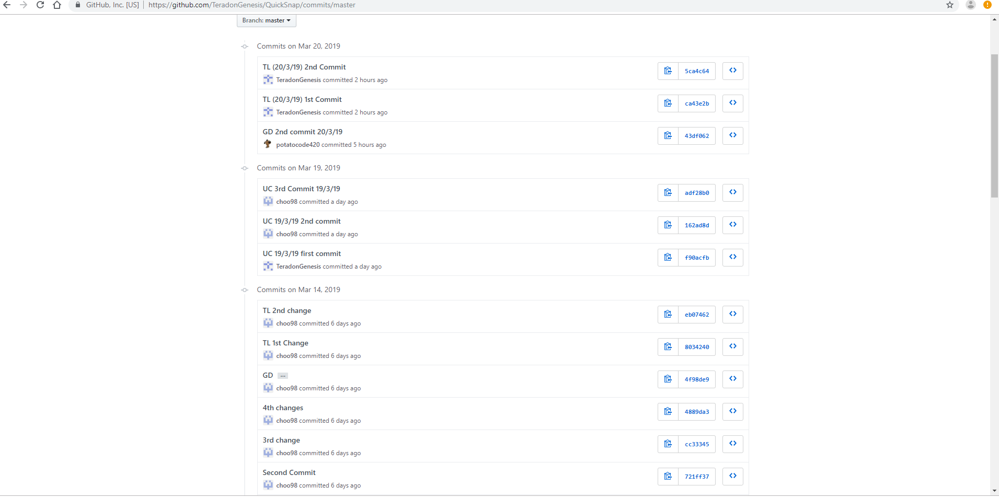 GitHub, Inc. [US] | https://github.com/TeradonGenesis/QuickSnap/commits/master
Branch: master
Commits on Mar 20, 2019
TL (20/3/19) 2nd Commit
5ca4c64
TeradonGenesis committed 2 hours ago
TL (20/3/19) 1st Commit
ca43e2b
TeradonGenesis committed 2 hours ago
GD 2nd commit 20/3/19
43df062
potatocode420 committed 5 hours ago
Commits on Mar 19, 2019
UC 3rd Commit 19/3/19
adf28b0
choo98 committed a day ago
UC 19/3/19 2nd commit
162ad8d
choo98 committed a day ago
UC 19/3/19 first commit
f90acfb
TeradonGenesis committed a day ago
Commits on Mar 14, 2019
TL 2nd change
eb07462
choo98 committed 6 days ago
TL 1st Change
8034240
choo98 committed 6 days ago
GD ...
4f98de9
choo98 committed 6 days ago
4th changes
4889da3
choo98 committed 6 days ago
3rd change
cc33345
choo98 committed 6 days ago
Second Commit
721ff37
choo98 committed 6 days ago